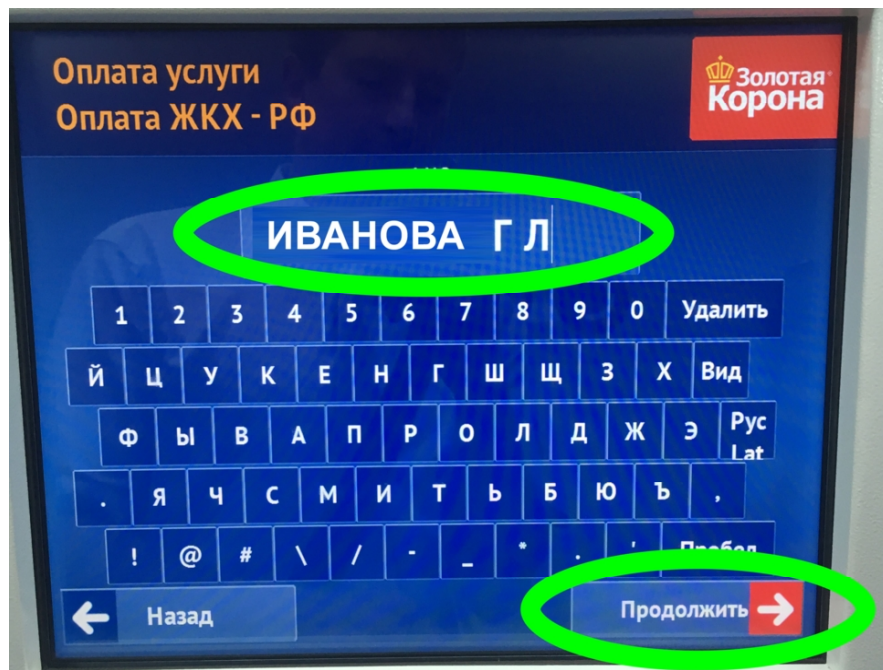 Оплата услуги
Оплата ЖКХ - РФ
Золотая
Корона
ИВАНОВА Г Л
1 2 3 4 5 6 7 8 9 0 Удалить
Й Ц У К Е Н Г Ш Щ З Х Вид
Ф Ы В А П Р О Л Д Ж Э Рус
Lat
. Я Ч С М И Т Ь Б Ю Ъ ,
! @ # \ / - _ * . ' Пробел
Назад
Продолжить